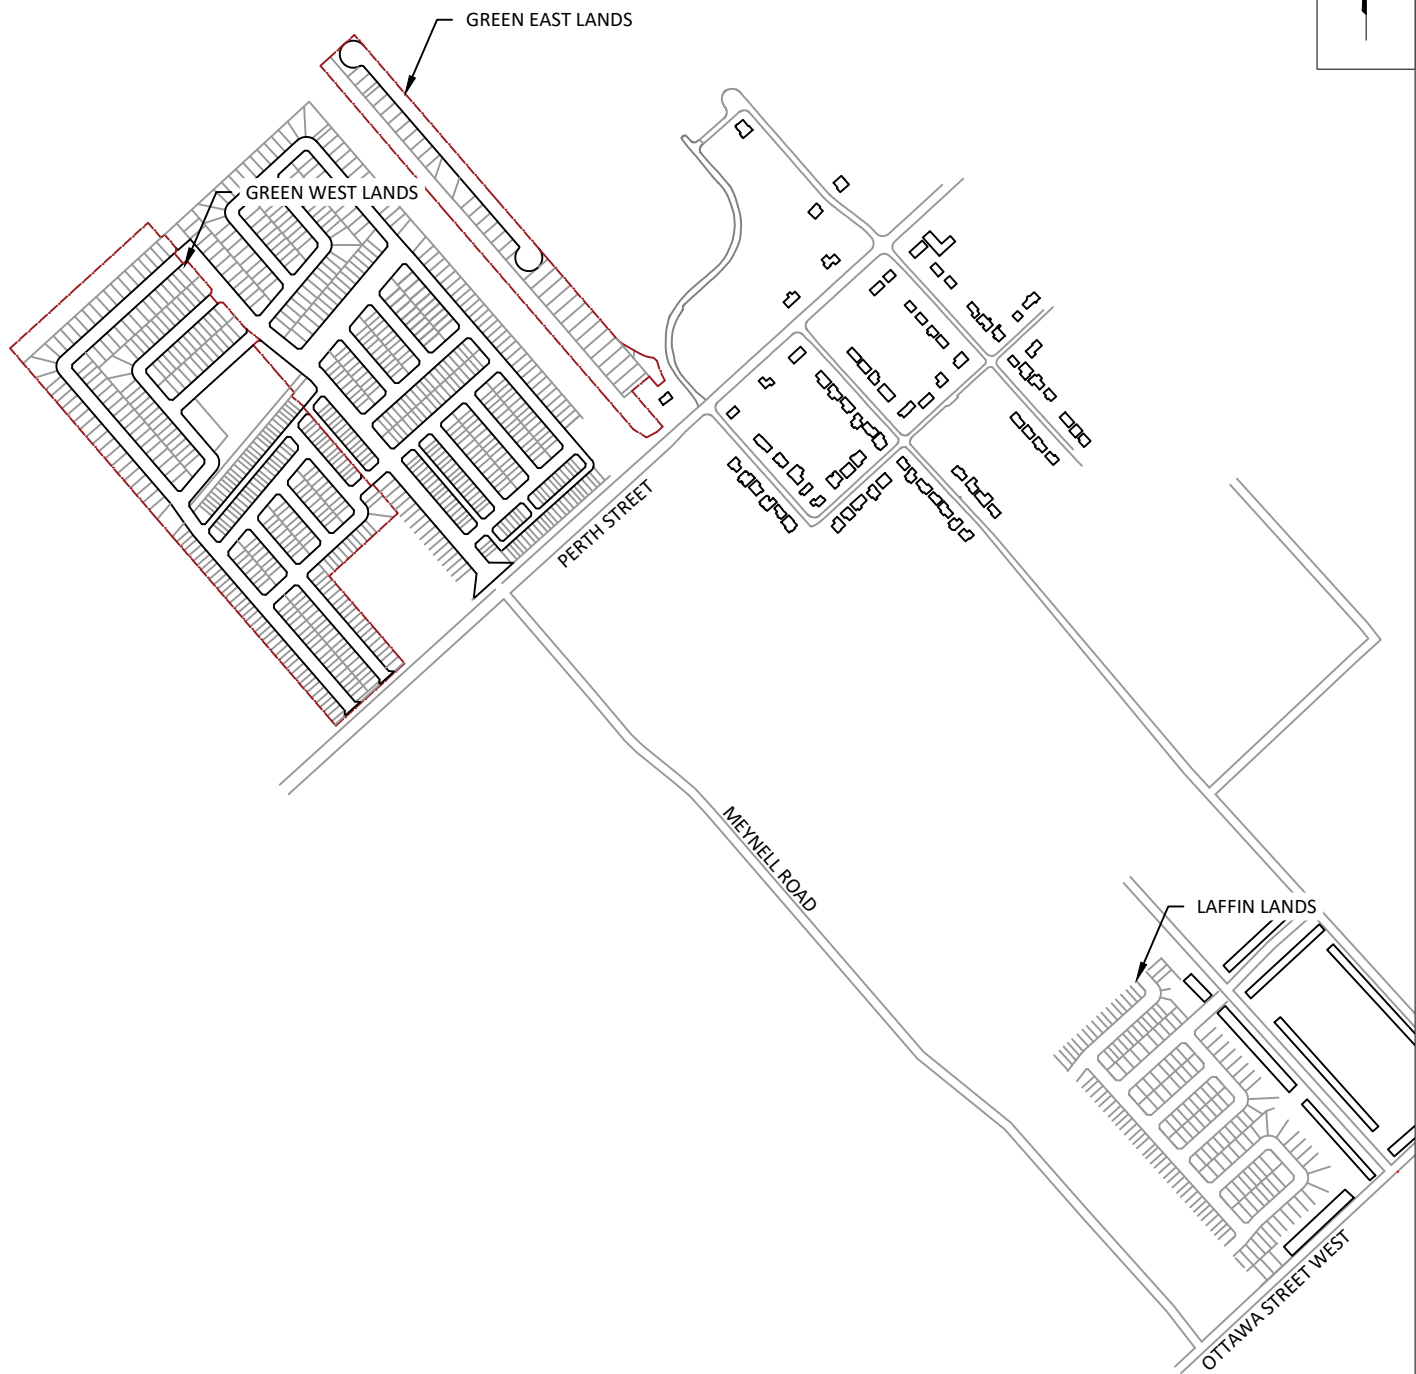 GREEN EAST LANDS
GREEN WEST LANDS
PERTH STREET
MEYNELL ROAD
LAFFIN LANDS
OTTAWA STREET WEST